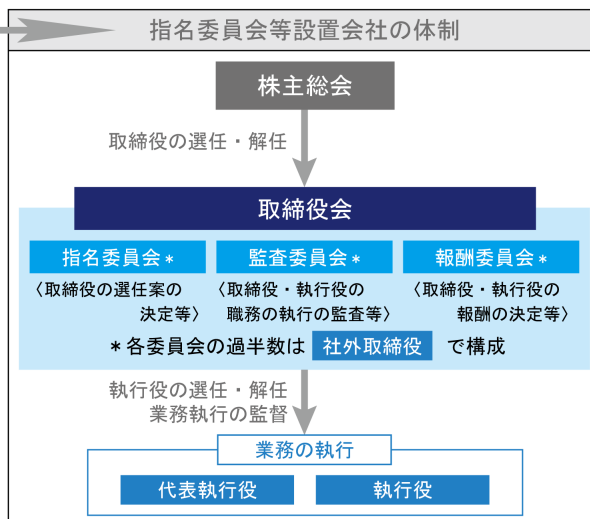 指名委員会等設置会社の体制
株主総会
取締役の選任・解任
取締役会
指名委員会*
監査委員会*
報酬委員会*
〈取締役の選任案の
決定等〉
〈取締役・執行役の
職務の執行の監査等〉
〈取締役・執行役の
報酬の決定等〉
*各委員会の過半数は 社外取締役 で構成
執行役の選任・解任
業務執行の監督
業務の執行
代表執行役
執行役